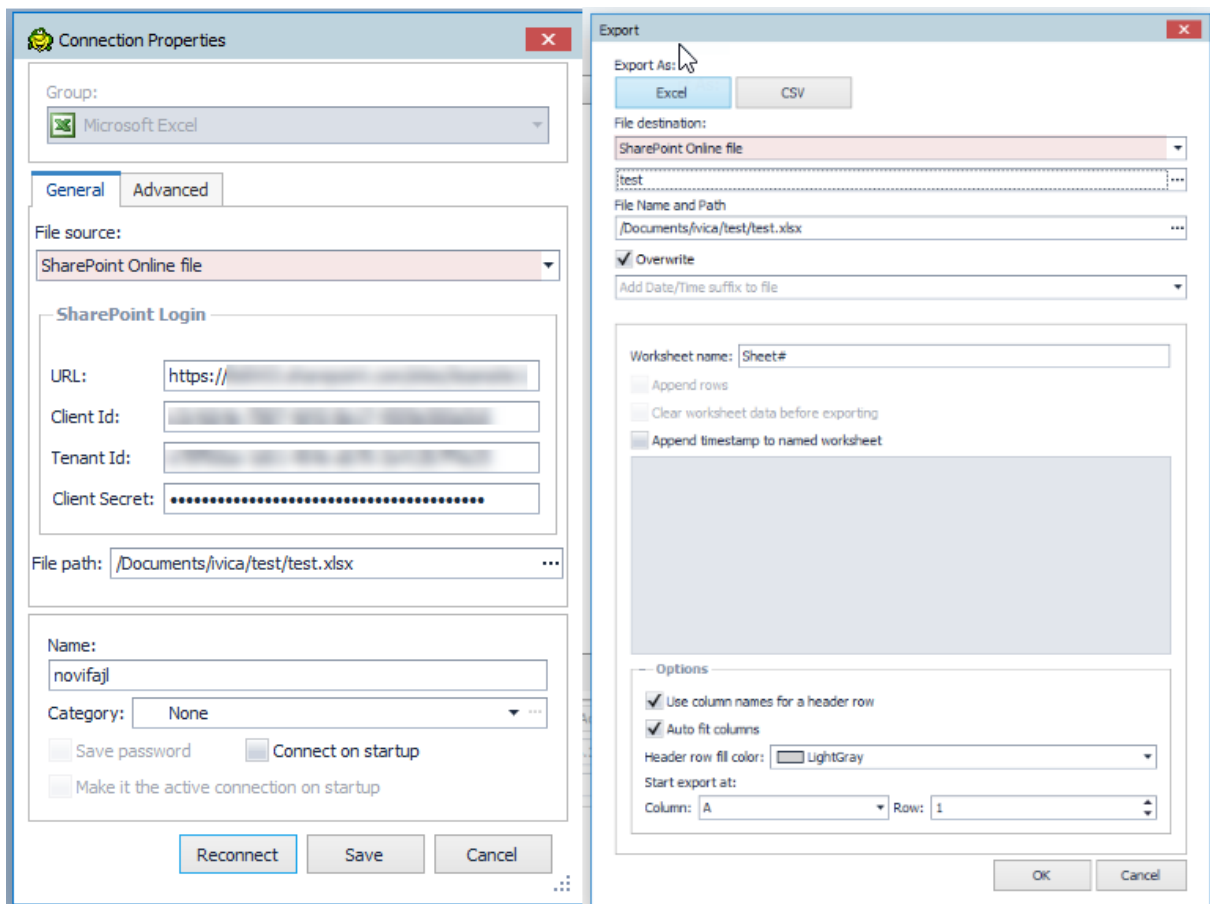 Connection Properties
Group:
Microsoft Excel
General Advanced
File source:
SharePoint Online file
SharePoint Login
URL: https://
Client Id:
Tenant Id:
Client Secret: ••••••••••••••••••••••••••••••••••••••••
File path: /Documents/ivica/test/test.xlsx ...
Name:
novifajl
Category: None ...
Save password Connect on startup
Make it the active connection on startup
Reconnect Save Cancel
Export
Export As:
Excel CSV
File destination:
SharePoint Online file
test ...
File Name and Path
/Documents/ivica/test/test.xlsx ...
Overwrite
Add Date/Time suffix to file
Worksheet name: Sheet#
Append rows
Clear worksheet data before exporting
Append timestamp to named worksheet
Options
Use column names for a header row
Auto fit columns
Header row fill color: LightGray
Start export at:
Column: A Row: 1
OK Cancel